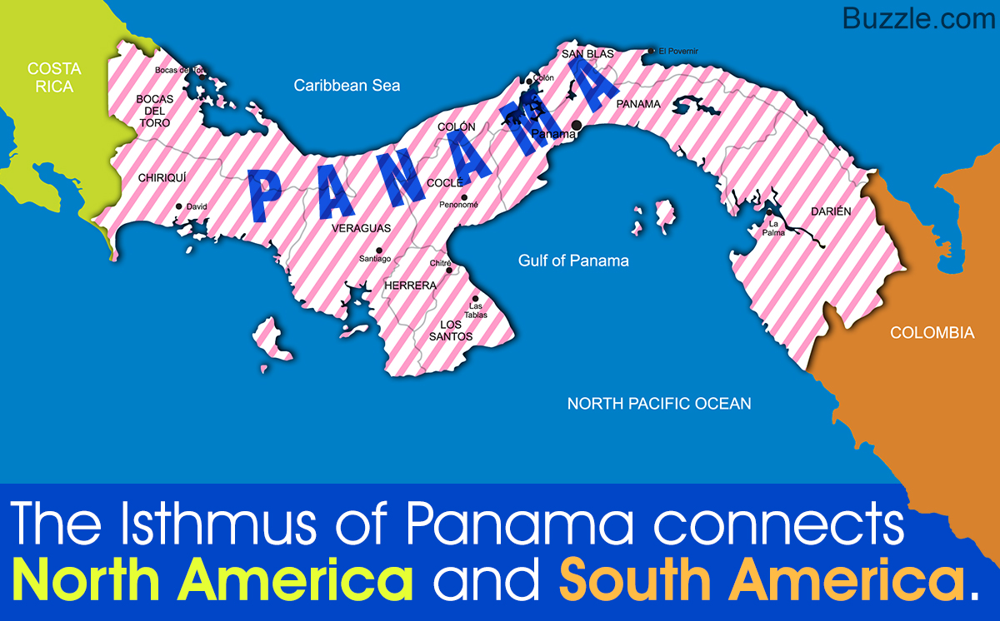 Buzzle.com
COSTA
RICA
Caribbean Sea
SAN BLAS
El Povernir
Bocas del Toro
Colón
BOCAS
DEL
TORO
PANAMA
PANAMA
COLÓN
Panama
CHIRIQUÍ
COCLÉ
David
Penonomé
DARIÉN
La
Palma
VERAGUAS
Santiago
Chitré
Gulf of Panama
HERRERA
Las
Tablas
LOS
SANTOS
COLOMBIA
NORTH PACIFIC OCEAN
The Isthmus of Panama connects
North America and South America.